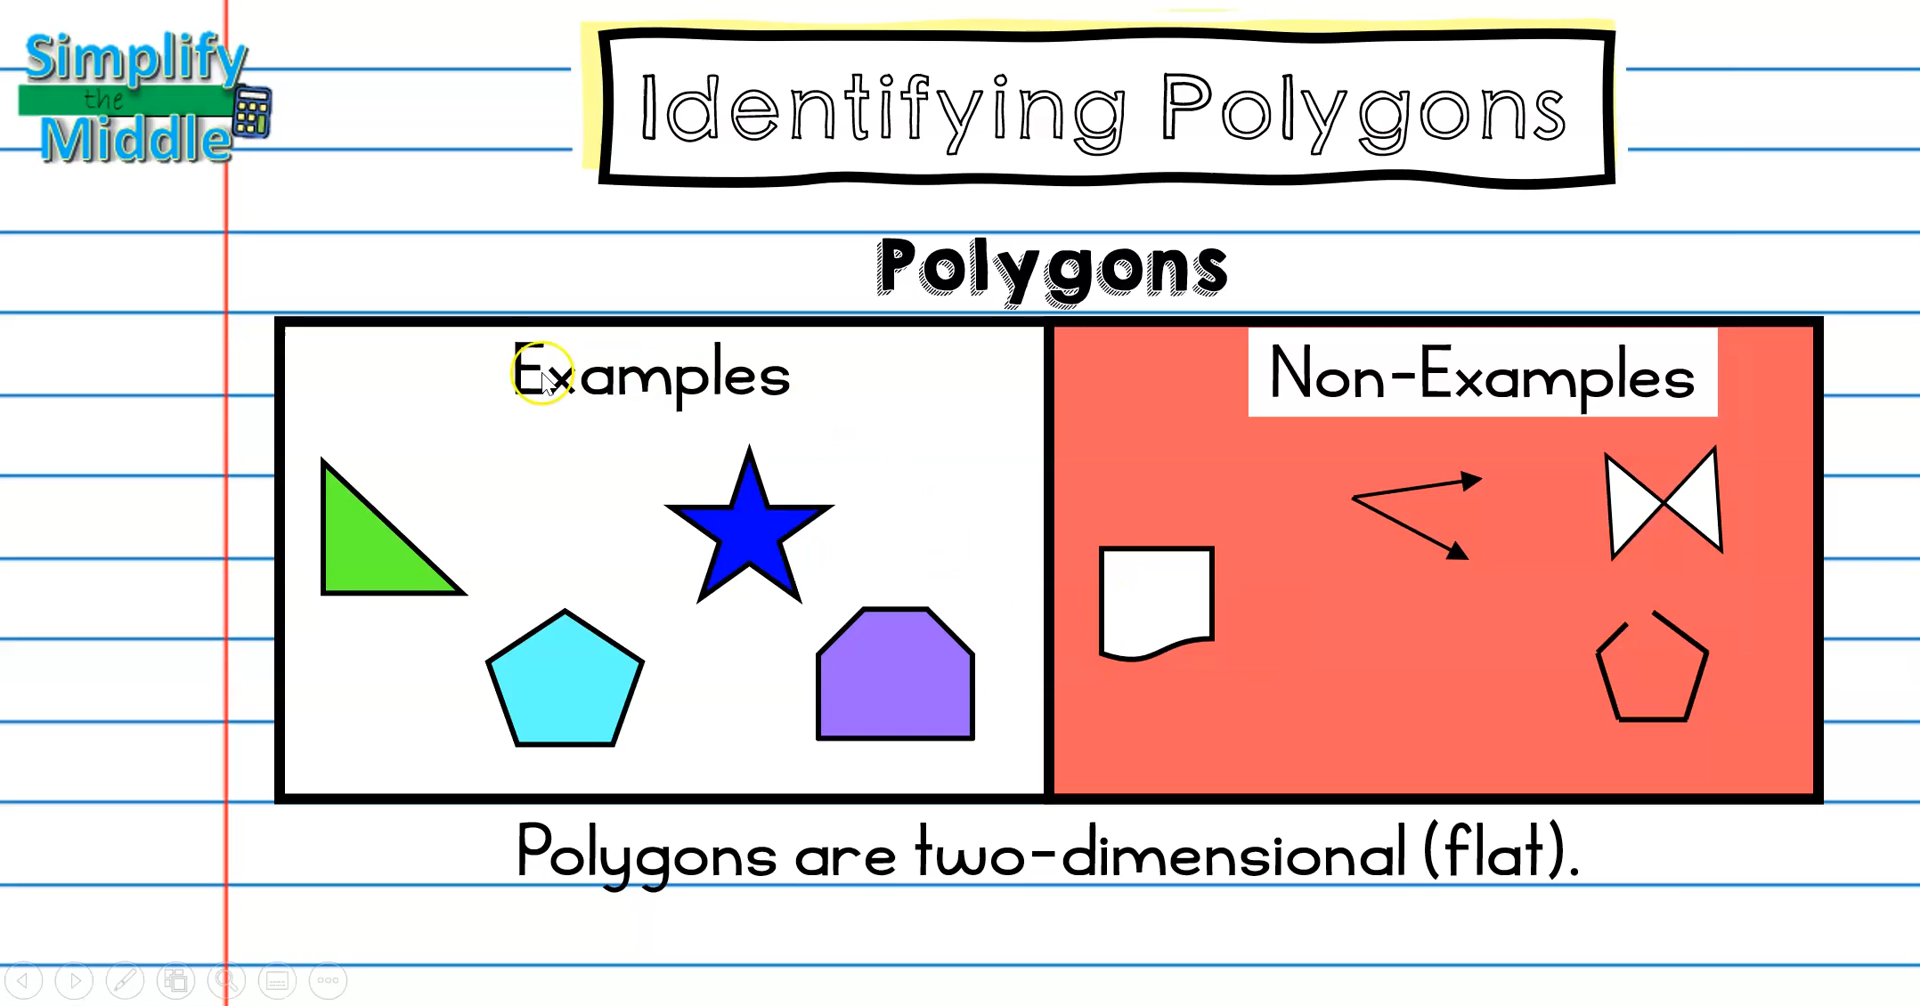 Simplify
the
Middle
Identifying Polygons
Polygons
Examples
Non-Examples
Polygons are two-dimensional (flat).